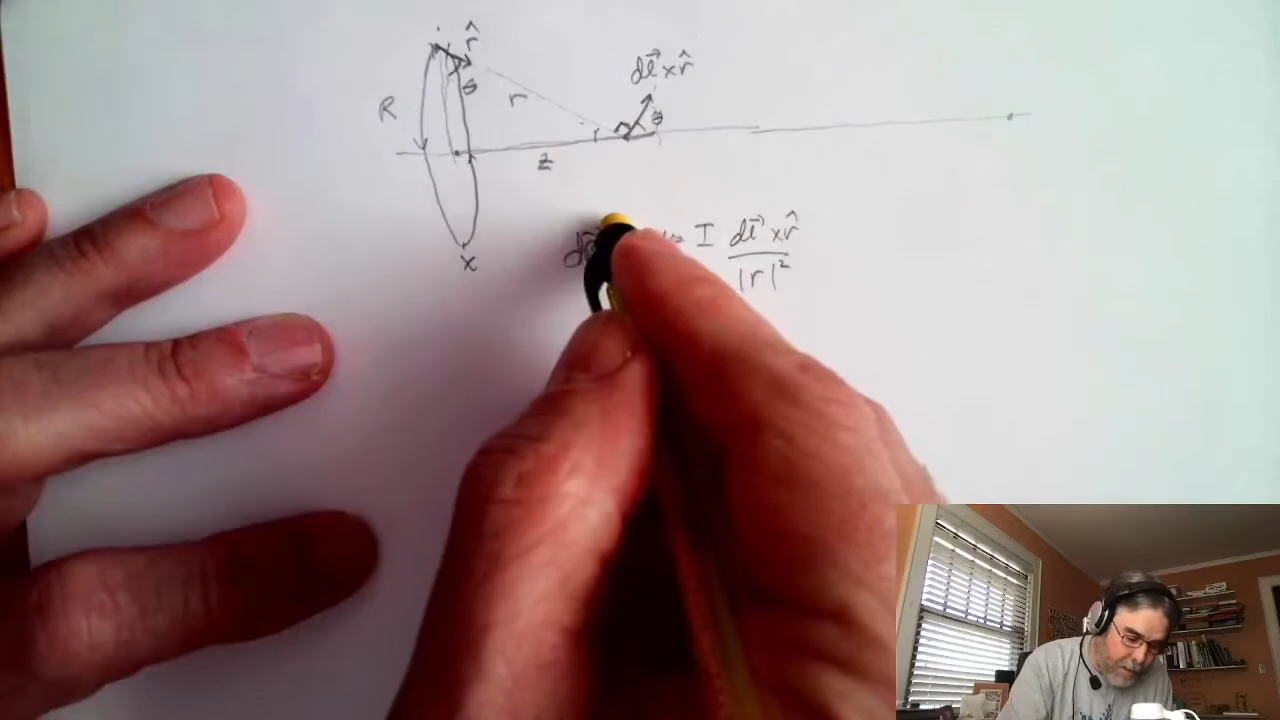 r̂
dl⃗ x r̂
R
θ
r
θ
z
I dl⃗ x r̂
|r|²
x